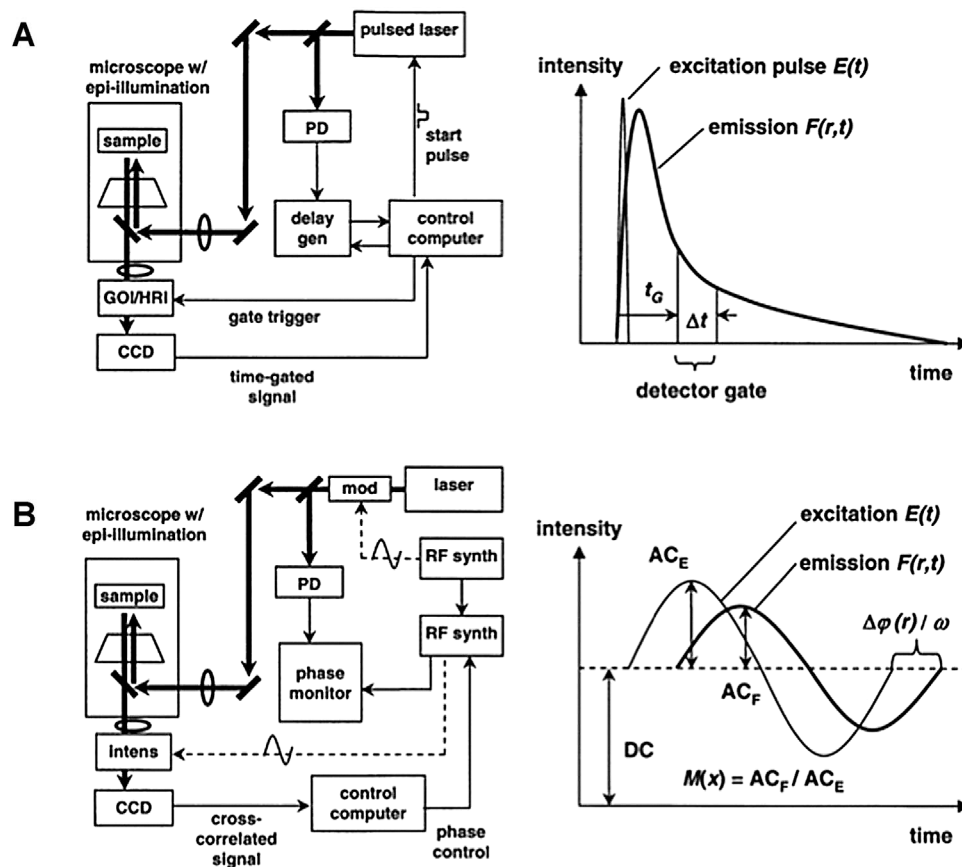 A
microscope w/
epi-illumination
pulsed laser
PD
start
pulse
sample
delay
gen
control
computer
GOI/HRI
gate trigger
CCD
time-gated
signal
intensity
excitation pulse E(t)
emission F(r,t)
tG
Δt
time
detector gate
B
microscope w/
epi-illumination
mod
laser
RF synth
PD
sample
RF synth
phase
monitor
intens
CCD
control
computer
cross-
correlated
signal
phase
control
intensity
excitation E(t)
ACE
emission F(r,t)
Δφ(r) / ω
ACF
DC
M(x) = ACF / ACE
time